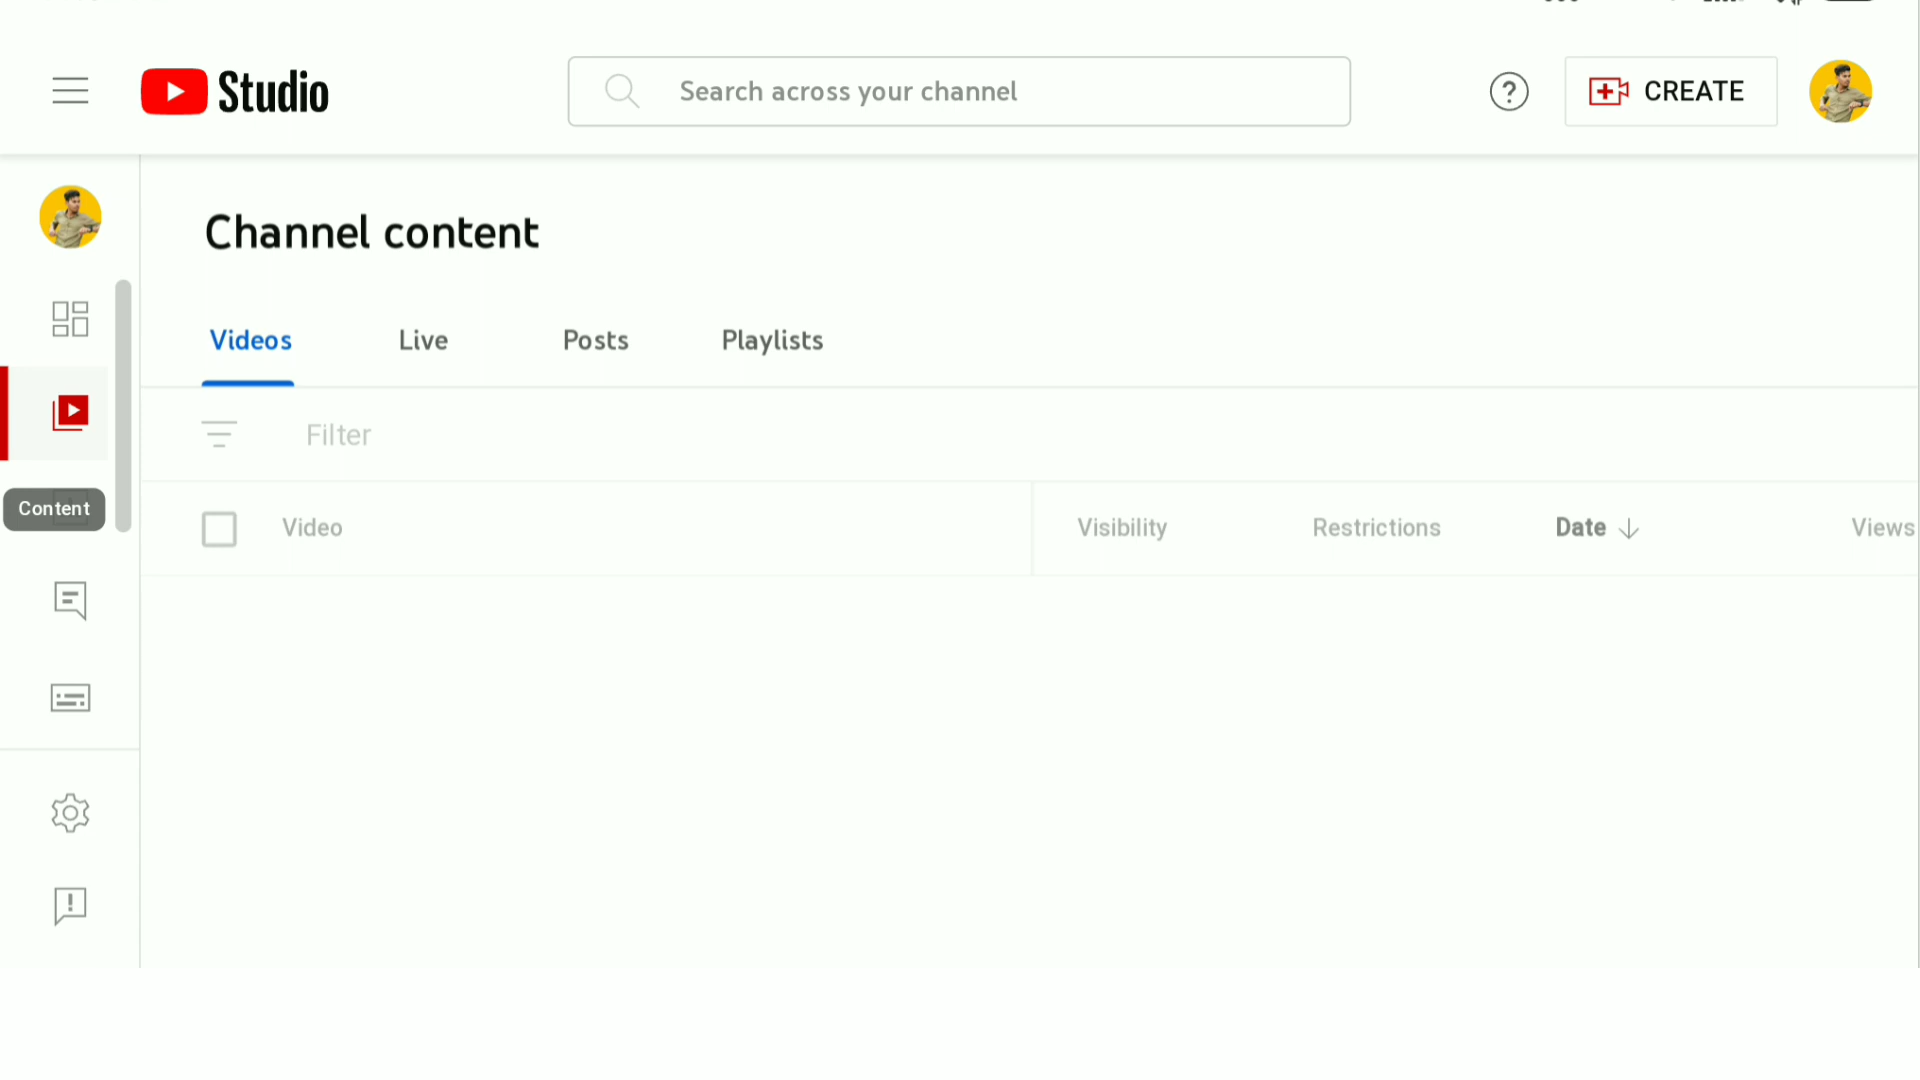 Studio
Search across your channel
CREATE
Channel content
Videos Live Posts Playlists
Filter
Content
Video Visibility Restrictions Date Views